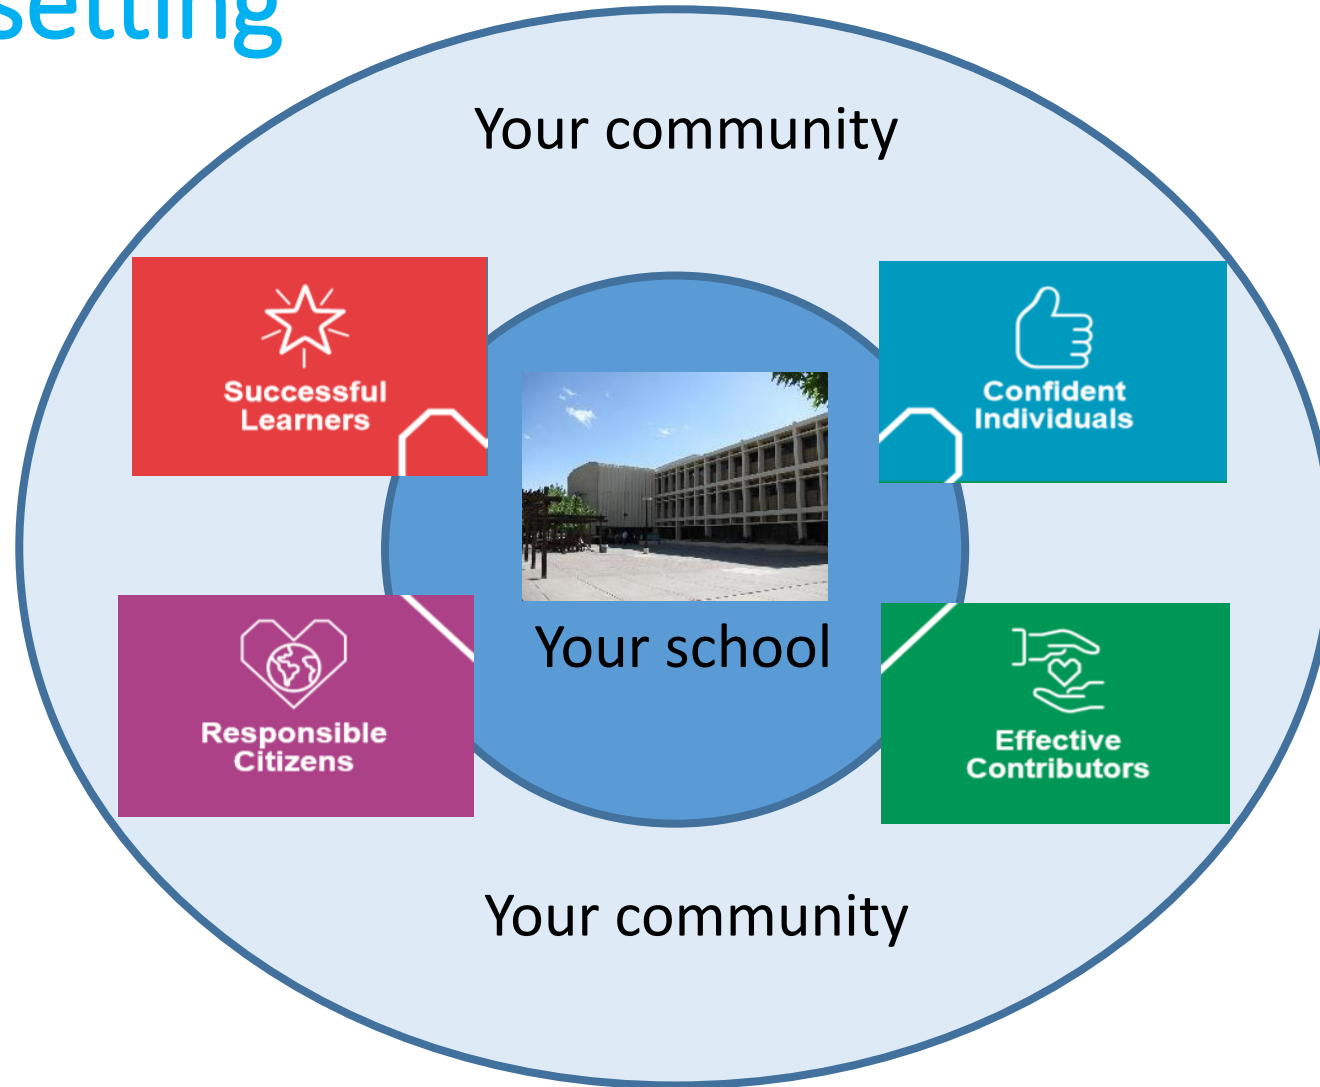 setting
Your community
Successful
Learners
Confident
Individuals
Your school
Responsible
Citizens
Effective
Contributors
Your community